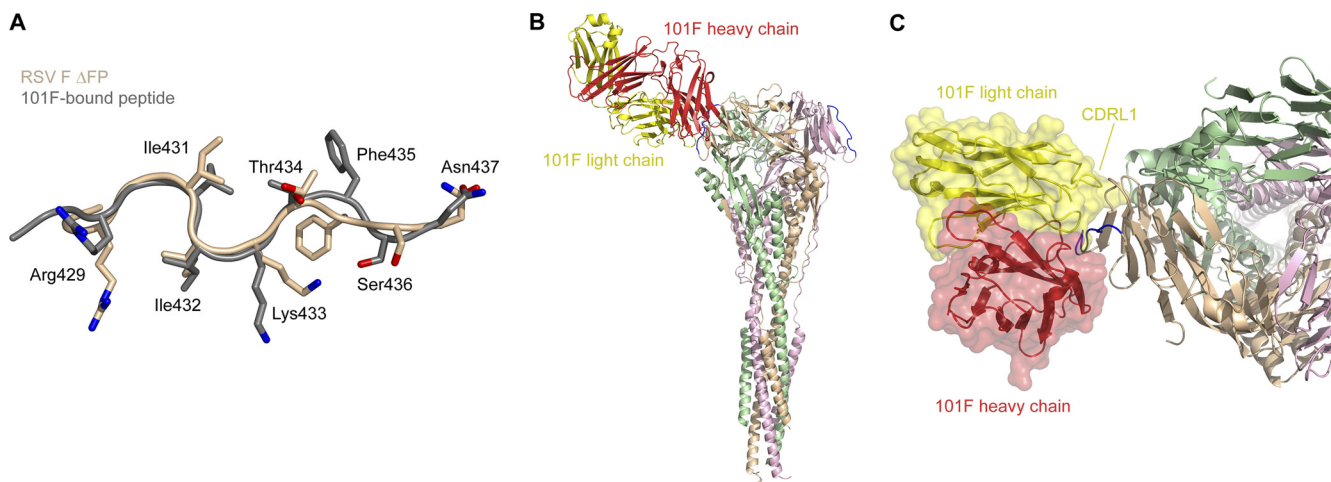 A
RSV F ΔFP
101F-bound peptide
Ile431
Thr434
Phe435
Asn437
Arg429
Ile432
Lys433
Ser436
B
101F heavy chain
101F light chain
C
101F light chain
CDRL1
101F heavy chain